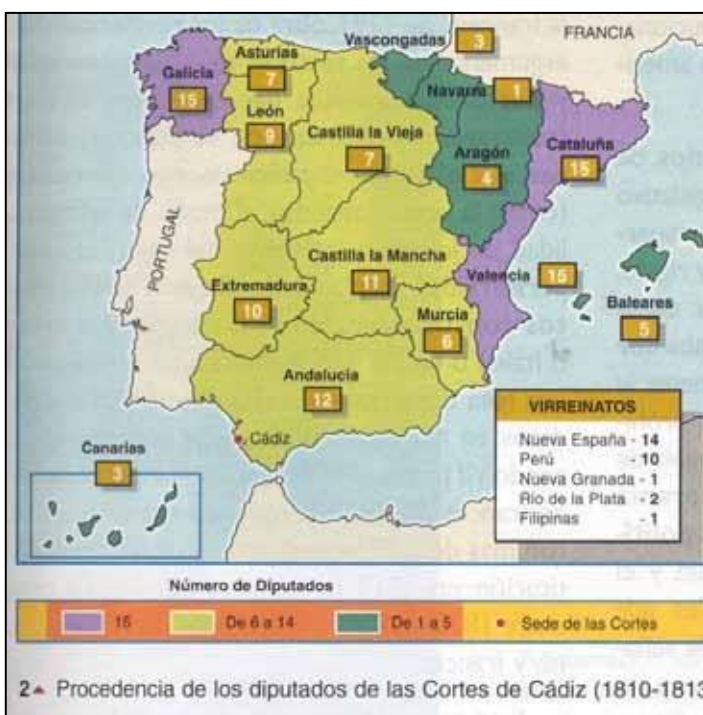 Vascongadas
3
FRANCIA
Asturias
7
Galicia
15
Navarra
1
León
9
Castilla la Vieja
7
Aragón
4
Cataluña
15
PORTUGAL
Castilla la Mancha
11
Valencia
15
Extremadura
10
Baleares
5
Murcia
6
Andalucia
12
Cádiz
Canarias
3
VIRREINATOS
Nueva España - 14
Perú - 10
Nueva Granada - 1
Río de la Plata - 2
Filipinas - 1
Número de Diputados
15
De 6 a 14
De 1 a 5
Sede de las Cortes
2 Procedencia de los diputados de las Cortes de Cádiz (1810-1813